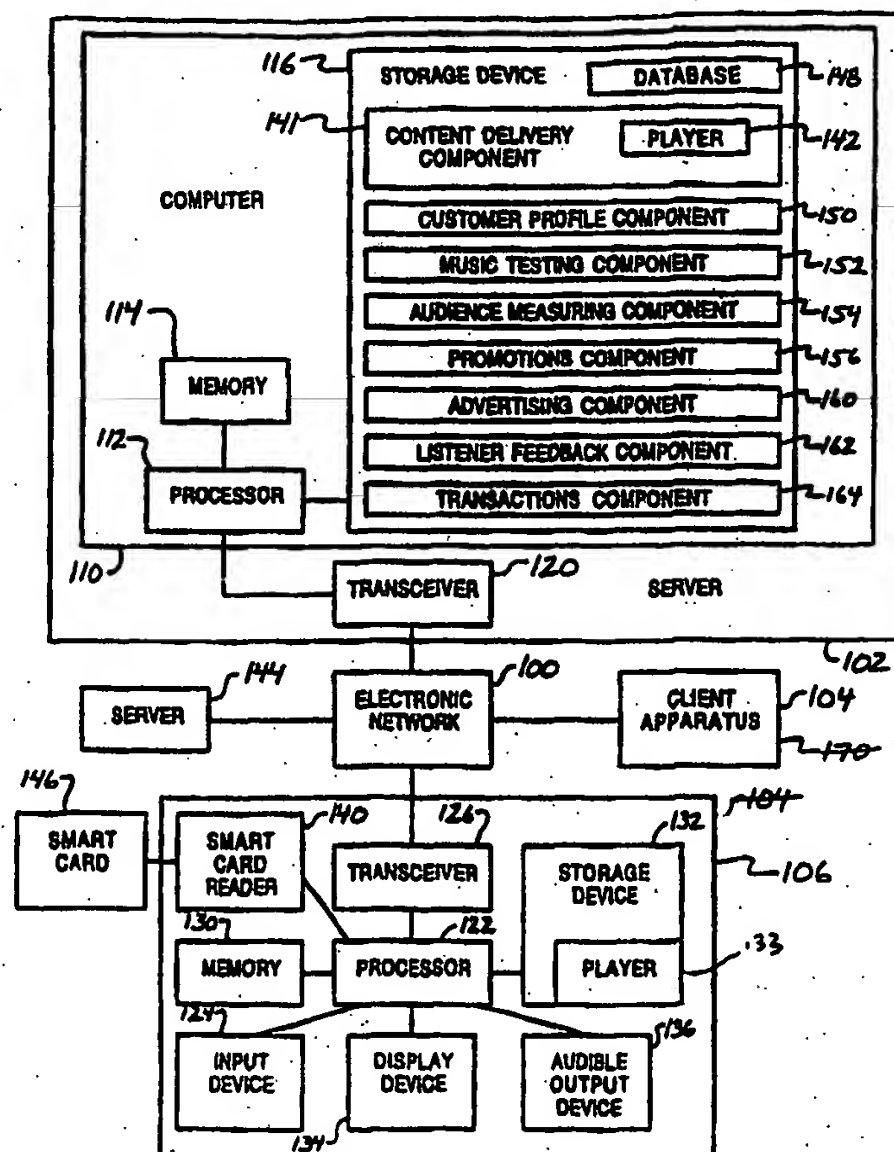 116 STORAGE DEVICE DATABASE 148
141 CONTENT DELIVERY COMPONENT PLAYER 142
COMPUTER
CUSTOMER PROFILE COMPONENT 150
MUSIC TESTING COMPONENT 152
AUDIENCE MEASURING COMPONENT 154
PROMOTIONS COMPONENT 156
ADVERTISING COMPONENT 160
LISTENER FEEDBACK COMPONENT 162
TRANSACTIONS COMPONENT 164
114
MEMORY
112
PROCESSOR
110
TRANSCEIVER 120
SERVER
102
144
SERVER
100
ELECTRONIC
NETWORK
CLIENT
APPARATUS
104
170
146
SMART
CARD
140
SMART
CARD
READER
126
TRANSCEIVER
132
STORAGE
DEVICE
104
106
130
MEMORY
122
PROCESSOR
PLAYER
133
124
INPUT
DEVICE
DISPLAY
DEVICE
134
AUDIBLE
OUTPUT
DEVICE
136